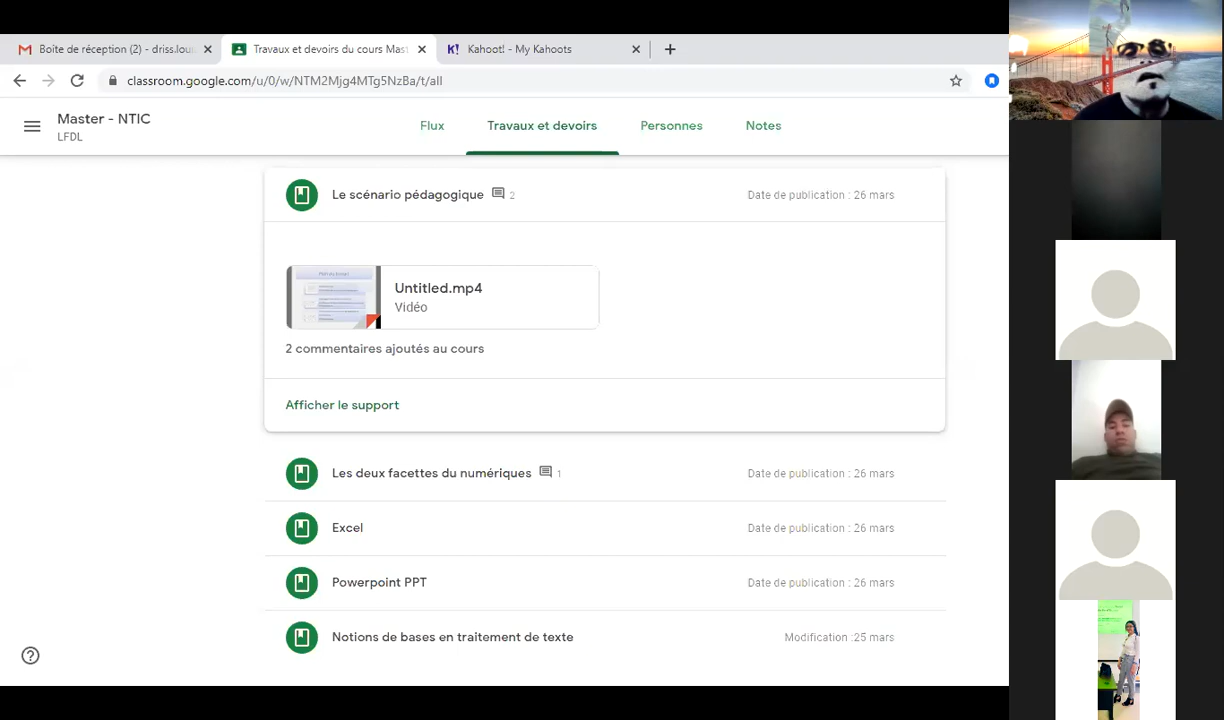 Boîte de réception (2) - driss.lou
Travaux et devoirs du cours Mast
Kahoot! - My Kahoots
classroom.google.com/u/0/w/NTM2Mjg4MTg5NzBa/t/all
Master - NTIC
LFDL
Flux
Travaux et devoirs
Personnes
Notes
Le scénario pédagogique 2
Date de publication : 26 mars
Untitled.mp4
Vidéo
2 commentaires ajoutés au cours
Afficher le support
Les deux facettes du numériques 1
Date de publication : 26 mars
Excel
Date de publication : 26 mars
Powerpoint PPT
Date de publication : 26 mars
Notions de bases en traitement de texte
Modification :25 mars